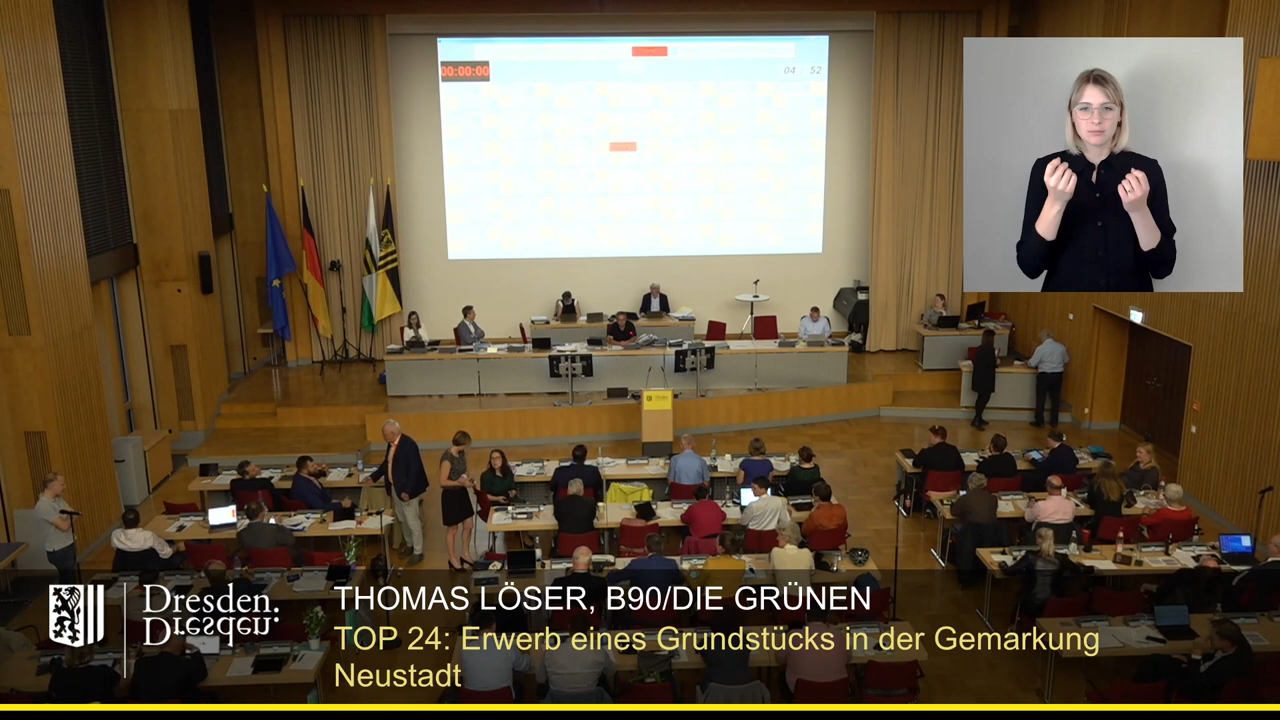 00:00:00
04 52
THOMAS LÖSER, B90/DIE GRÜNEN
TOP 24: Erwerb eines Grundstücks in der Gemarkung
Neustadt
Dresden.
Dresden.